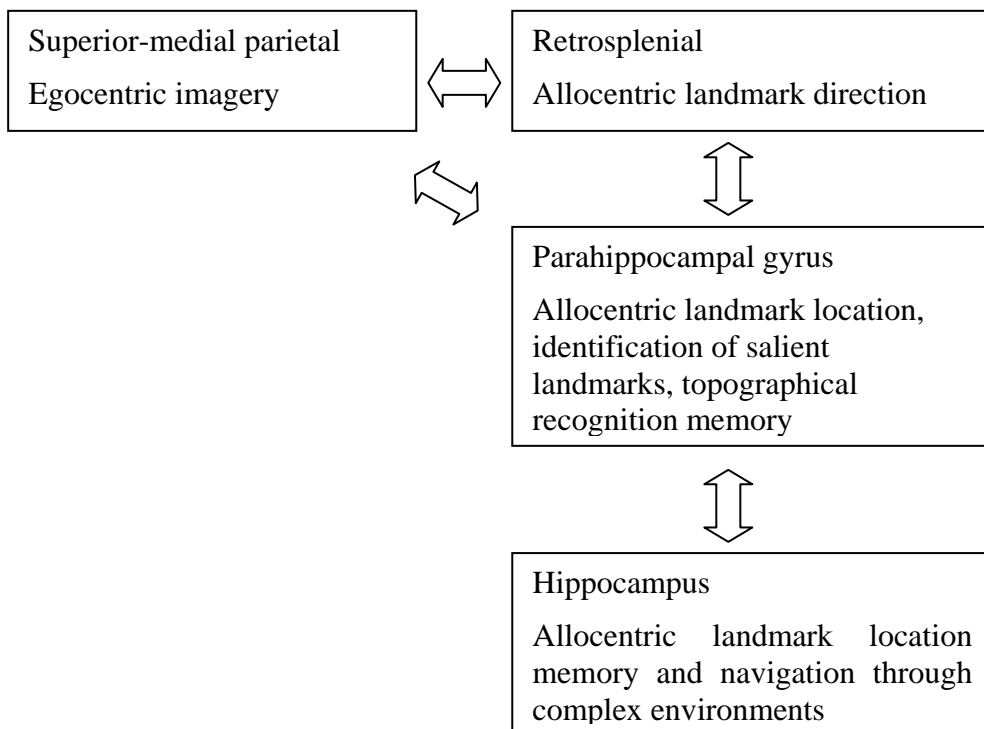 Superior-medial parietal
Egocentric imagery
Retrosplenial
Allocentric landmark direction
Parahippocampal gyrus
Allocentric landmark location,
identification of salient
landmarks, topographical
recognition memory
Hippocampus
Allocentric landmark location
memory and navigation through
complex environments